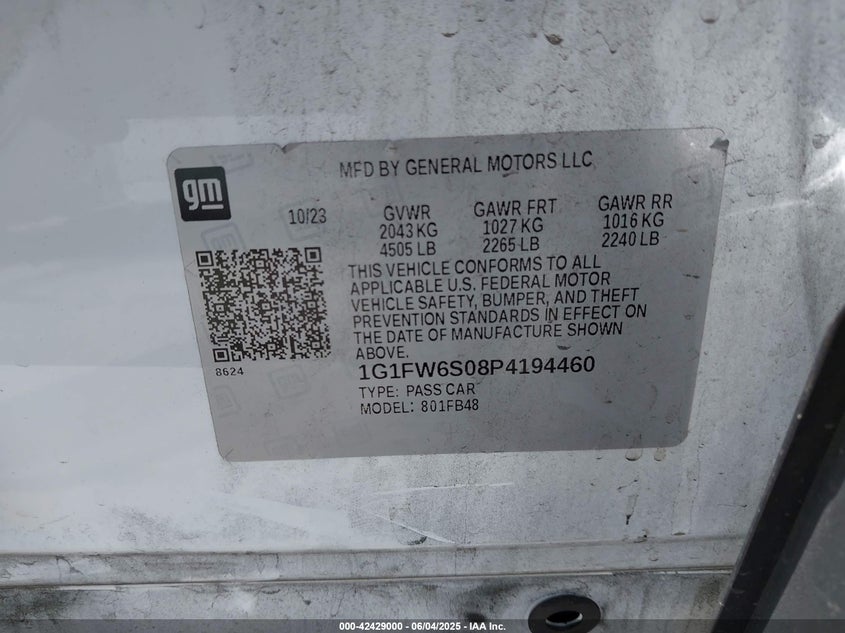 MFD BY GENERAL MOTORS LLC
gm
10/23 GVWR GAWR FRT GAWR RR
2043 KG 1027 KG 1016 KG
4505 LB 2265 LB 2240 LB
THIS VEHICLE CONFORMS TO ALL
APPLICABLE U.S. FEDERAL MOTOR
VEHICLE SAFETY, BUMPER, AND THEFT
PREVENTION STANDARDS IN EFFECT ON
THE DATE OF MANUFACTURE SHOWN
ABOVE.
8624
1G1FW6S08P4194460
TYPE: PASS CAR
MODEL: 801FB48
000-42429000 - 06/04/2025 - IAA Inc.